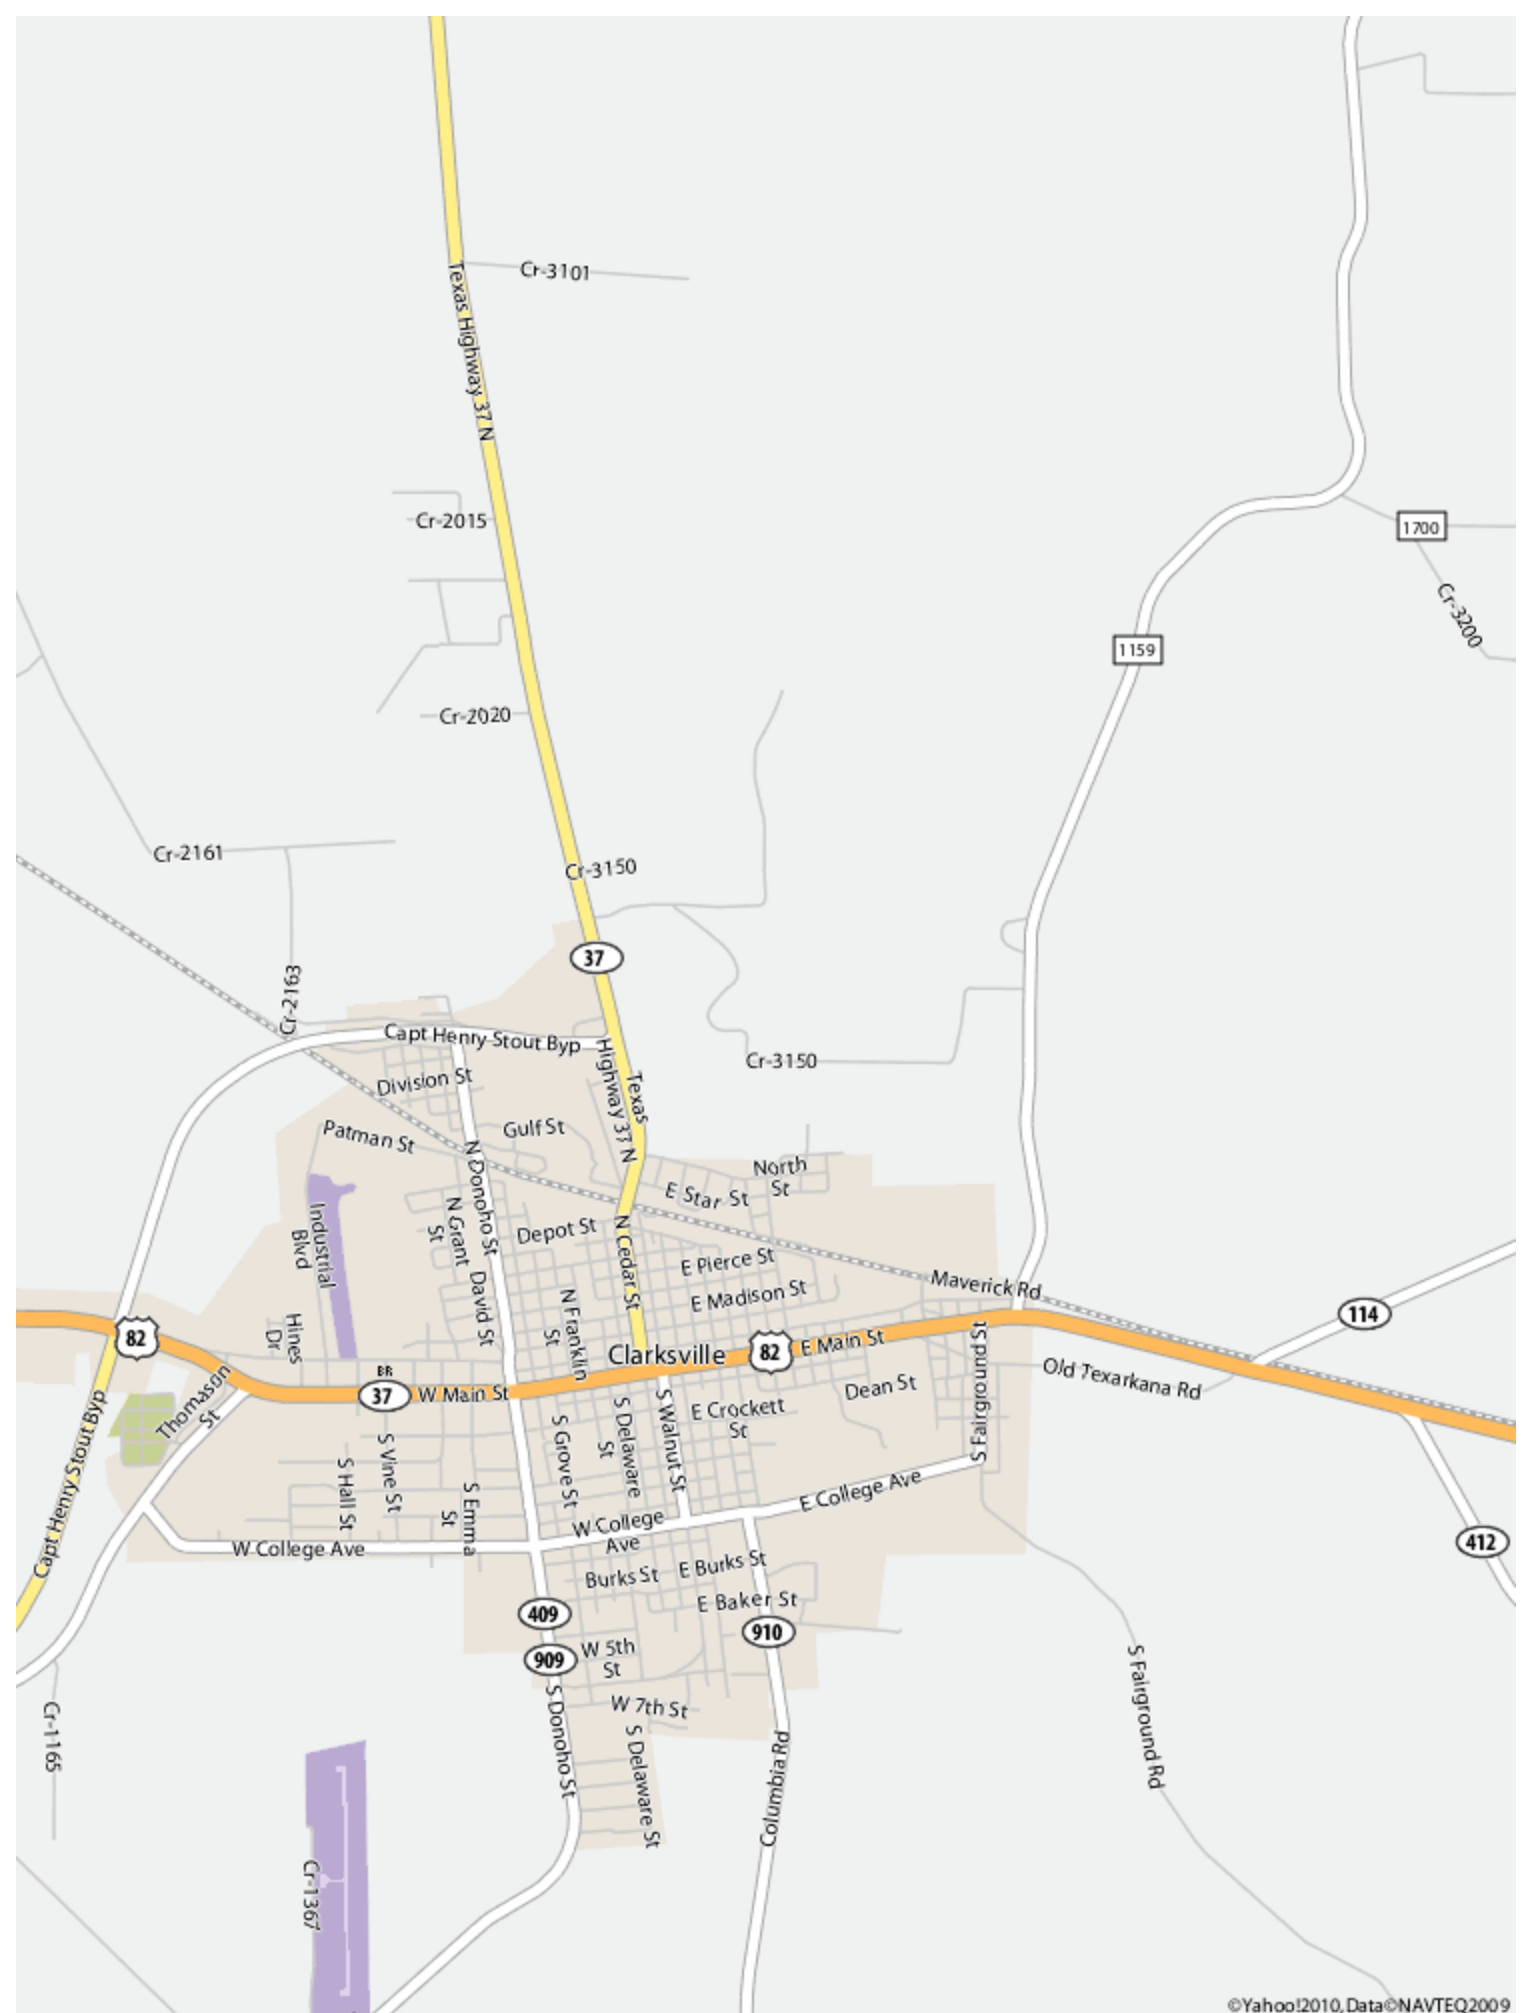 Cr-3101
Texas Highway 37 N
Cr-2015
1700
Cr-3200
1159
Cr-2020
Cr-2161
Cr-3150
37
Cr-2163
Capt Henry Stout Byp
Cr-3150
Texas
Highway 37 N
Division St
Gulf St
Patman St
North
St
E Star St
N Donoho St
N Grant
St
Depot St
N Cedar St
Industrial
Blvd
E Pierce St
E Madison St
Maverick Rd
David St
N Franklin
St
Hines
Dr
82
114
Clarksville
82
E Main St
S Fairground St
Old Texarkana Rd
BR
37
W Main St
Thomason
St
Dean St
E Crockett
St
Capt Henry Stout Byp
S Walnut St
S Delaware
St
S Grove St
S Vine St
S Hall St
S Emma
St
E College Ave
W College
Ave
W College Ave
412
Burks St
E Burks St
E Baker St
409
910
909
W 5th
St
W 7th St
S Donoho St
S Delaware St
Columbia Rd
S Fairground Rd
Cr-1165
Cr-1367
©Yahoo!2010, Data©NAVTEQ2009